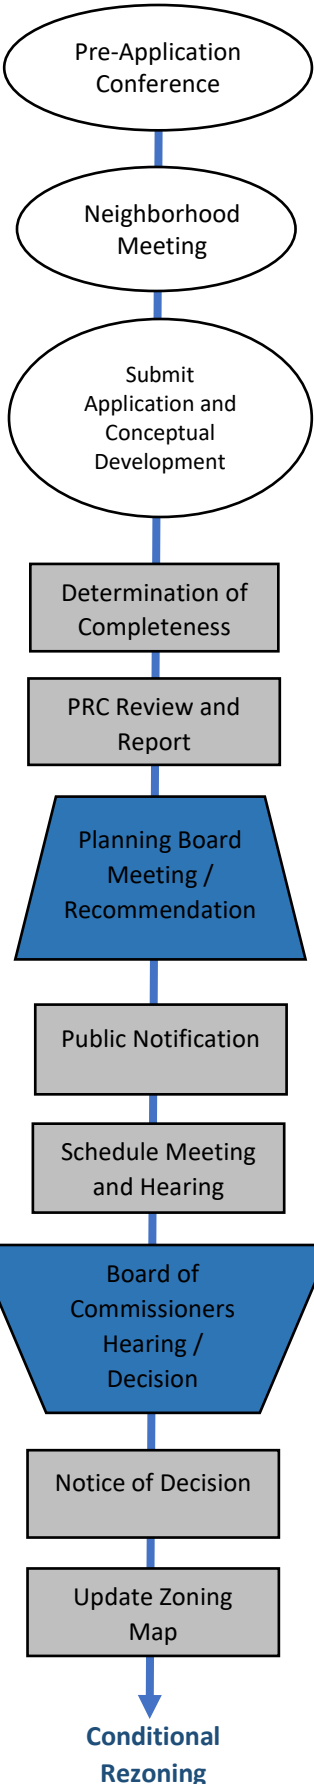 Pre-Application
Conference
Neighborhood
Meeting
Submit
Application and
Conceptual
Development
Determination of
Completeness
PRC Review and
Report
Planning Board
Meeting /
Recommendation
Public Notification
Schedule Meeting
and Hearing
Board of
Commissioners
Hearing /
Decision
Notice of Decision
Update Zoning
Map
Conditional
Rezoning